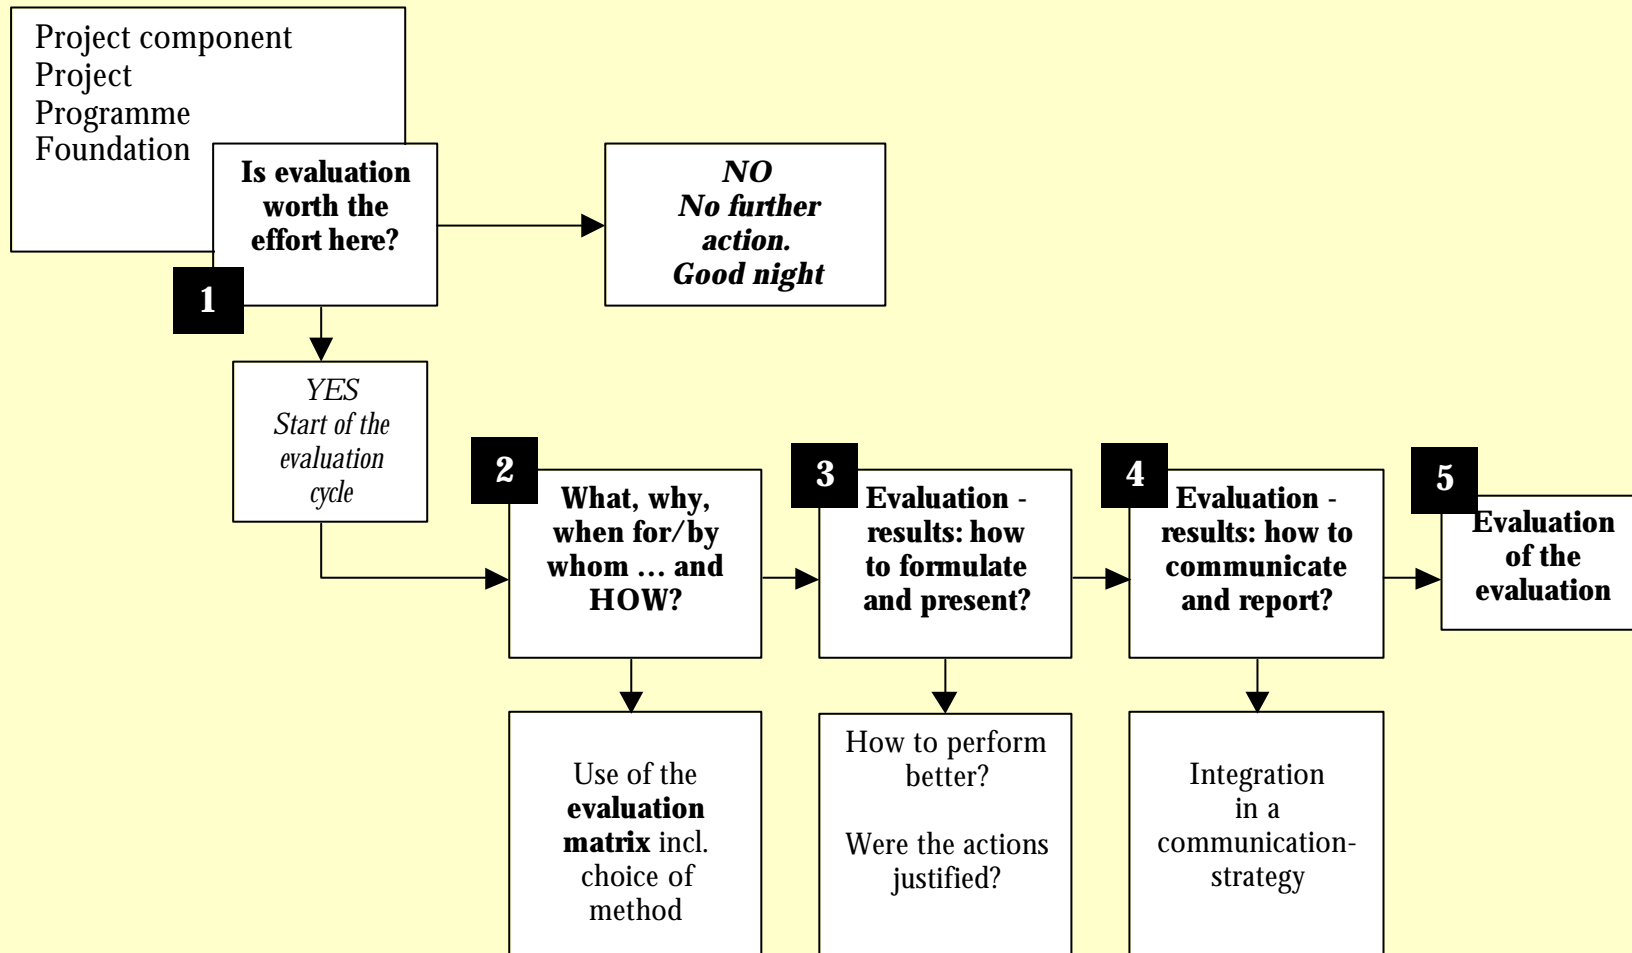 Project component
Project
Programme
Foundation
Is evaluation
worth the
effort here?
1
NO
No further
action.
Good night
YES
Start of the
evaluation
cycle
2
What, why,
when for/by
whom ... and
HOW?
3
Evaluation -
results: how
to formulate
and present?
4
Evaluation -
results: how to
communicate
and report?
5
Evaluation
of the
evaluation
Use of the
evaluation
matrix incl.
choice of
method
How to perform
better?
Were the actions
justified?
Integration
in a
communication-
strategy